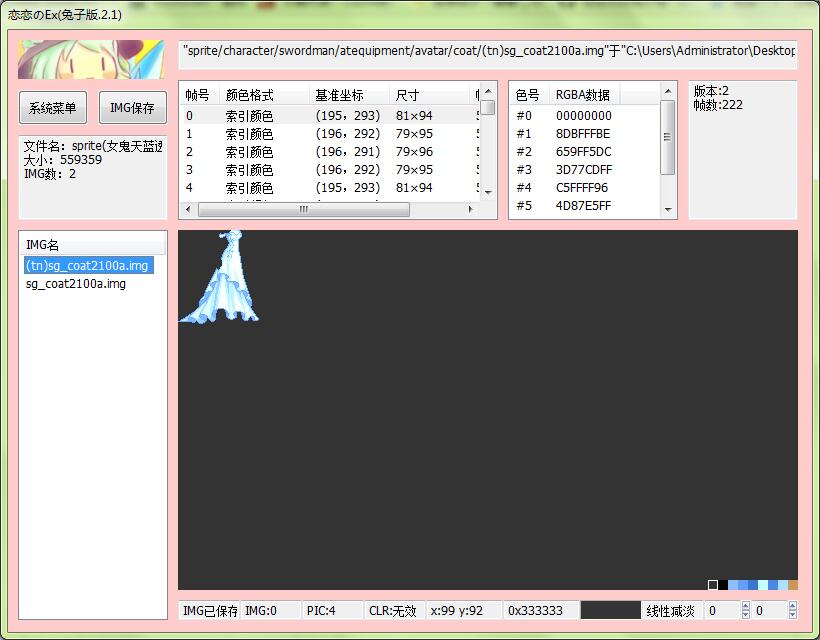 恋恋のEx(兔子版.2.1)
"sprite/character/swordman/atequipment/avatar/coat/(tn)sg_coat2100a.img"于"C:\Users\Administrator\Desktop
系统菜单
IMG保存
文件名：sprite(女鬼天蓝透
大小：559359
IMG数：2
帧号 颜色格式 基准坐标 尺寸
0 索引颜色 (195，293) 81×94
1 索引颜色 (196，292) 79×95
2 索引颜色 (196，291) 79×96
3 索引颜色 (196，292) 79×95
4 索引颜色 (195，293) 81×94
色号 RGBA数据
#0 00000000
#1 8DBFFFBE
#2 659FF5DC
#3 3D77CDFF
#4 C5FFFF96
#5 4D87E5FF
版本:2
帧数:222
IMG名
(tn)sg_coat2100a.img
sg_coat2100a.img
IMG已保存 IMG:0 PIC:4 CLR:无效 x:99 y:92 0x333333 线性减淡 0 0